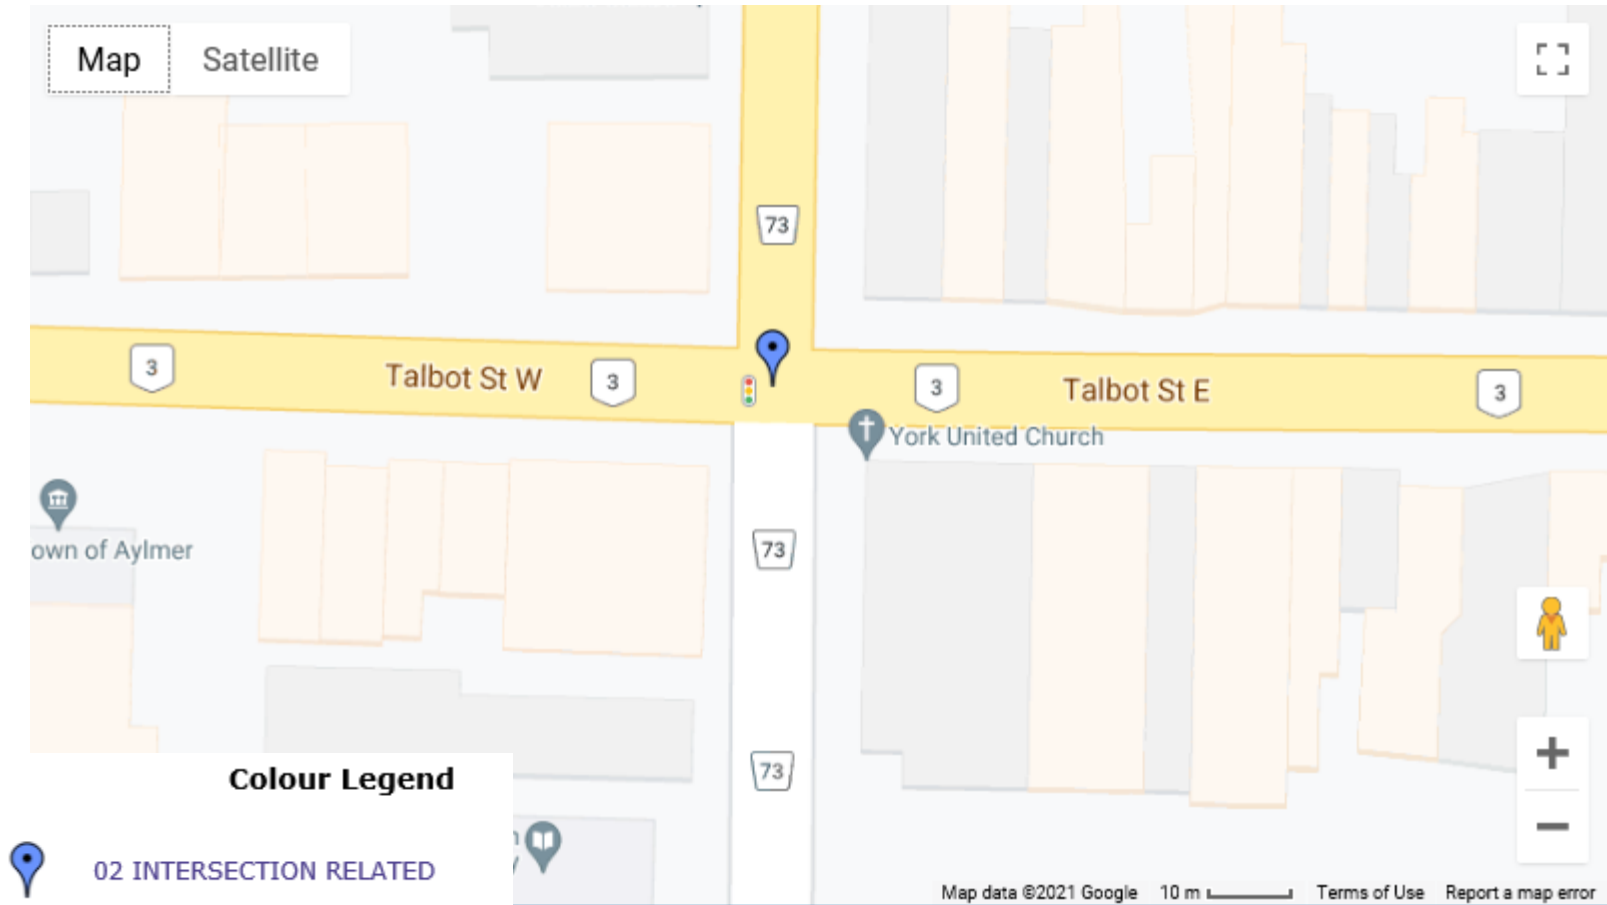 Map
Satellite
73
3
Talbot St W
3
3
Talbot St E
3
York United Church
73
own of Aylmer
73
Colour Legend
02 INTERSECTION RELATED
Map data ©2021 Google
10 m
Terms of Use
Report a map error